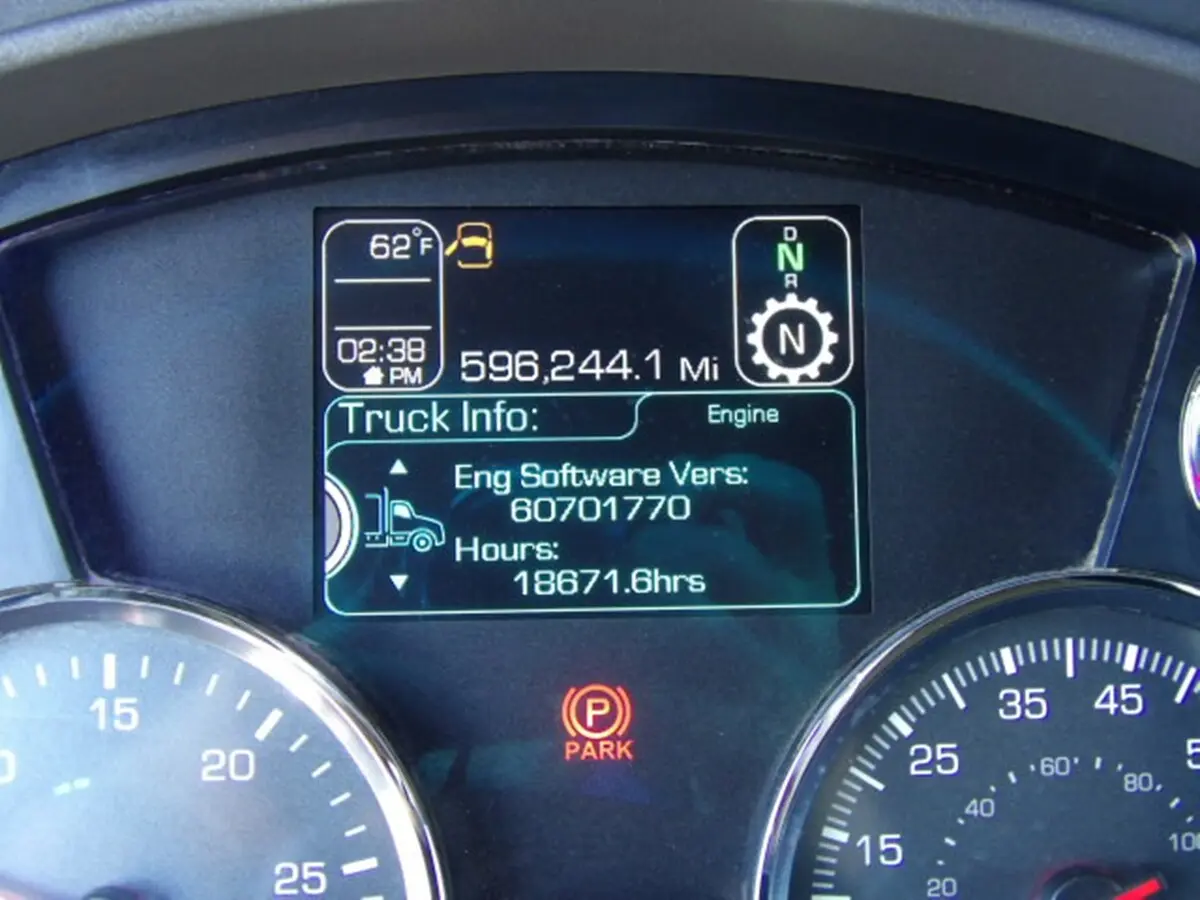 62°F
02:38
PM
596,244.1 Mi
D
N
R
N
Truck Info:
Engine
Eng Software Vers:
60701770
Hours:
18671.6hrs
P
PARK
15
20
25
15
25
35
45
20
40
60
80